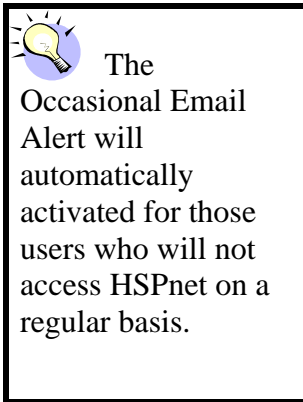 The
Occasional Email
Alert will
automatically
activated for those
users who will not
access HSPnet on a
regular basis.